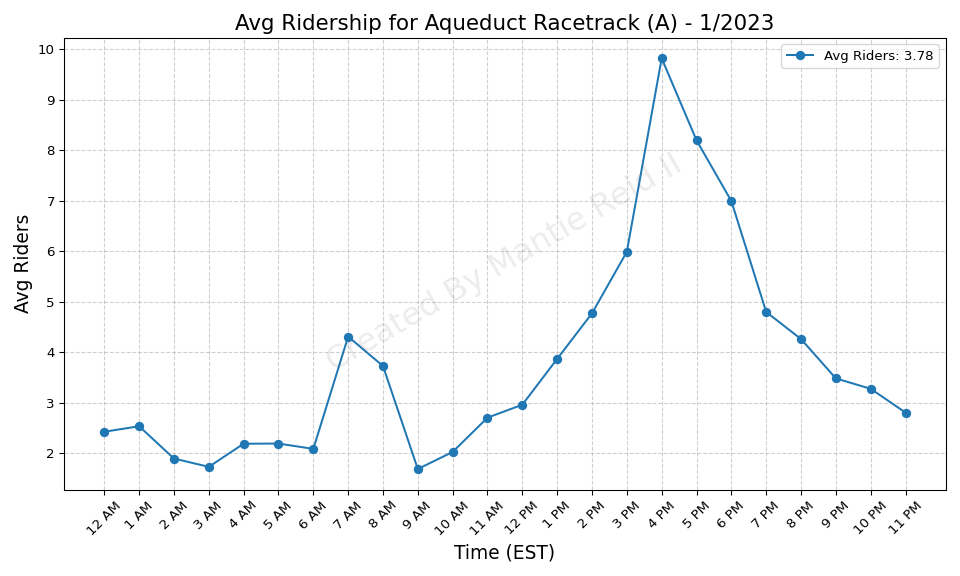 Avg Ridership for Aqueduct Racetrack (A) - 1/2023
Avg Riders: 3.78
Avg Riders
10
9
8
7
6
5
4
3
2
Created By Mantie Reid II
12 AM
1 AM
2 AM
3 AM
4 AM
5 AM
6 AM
7 AM
8 AM
9 AM
10 AM
11 AM
12 PM
1 PM
2 PM
3 PM
4 PM
5 PM
6 PM
7 PM
8 PM
9 PM
10 PM
11 PM
Time (EST)